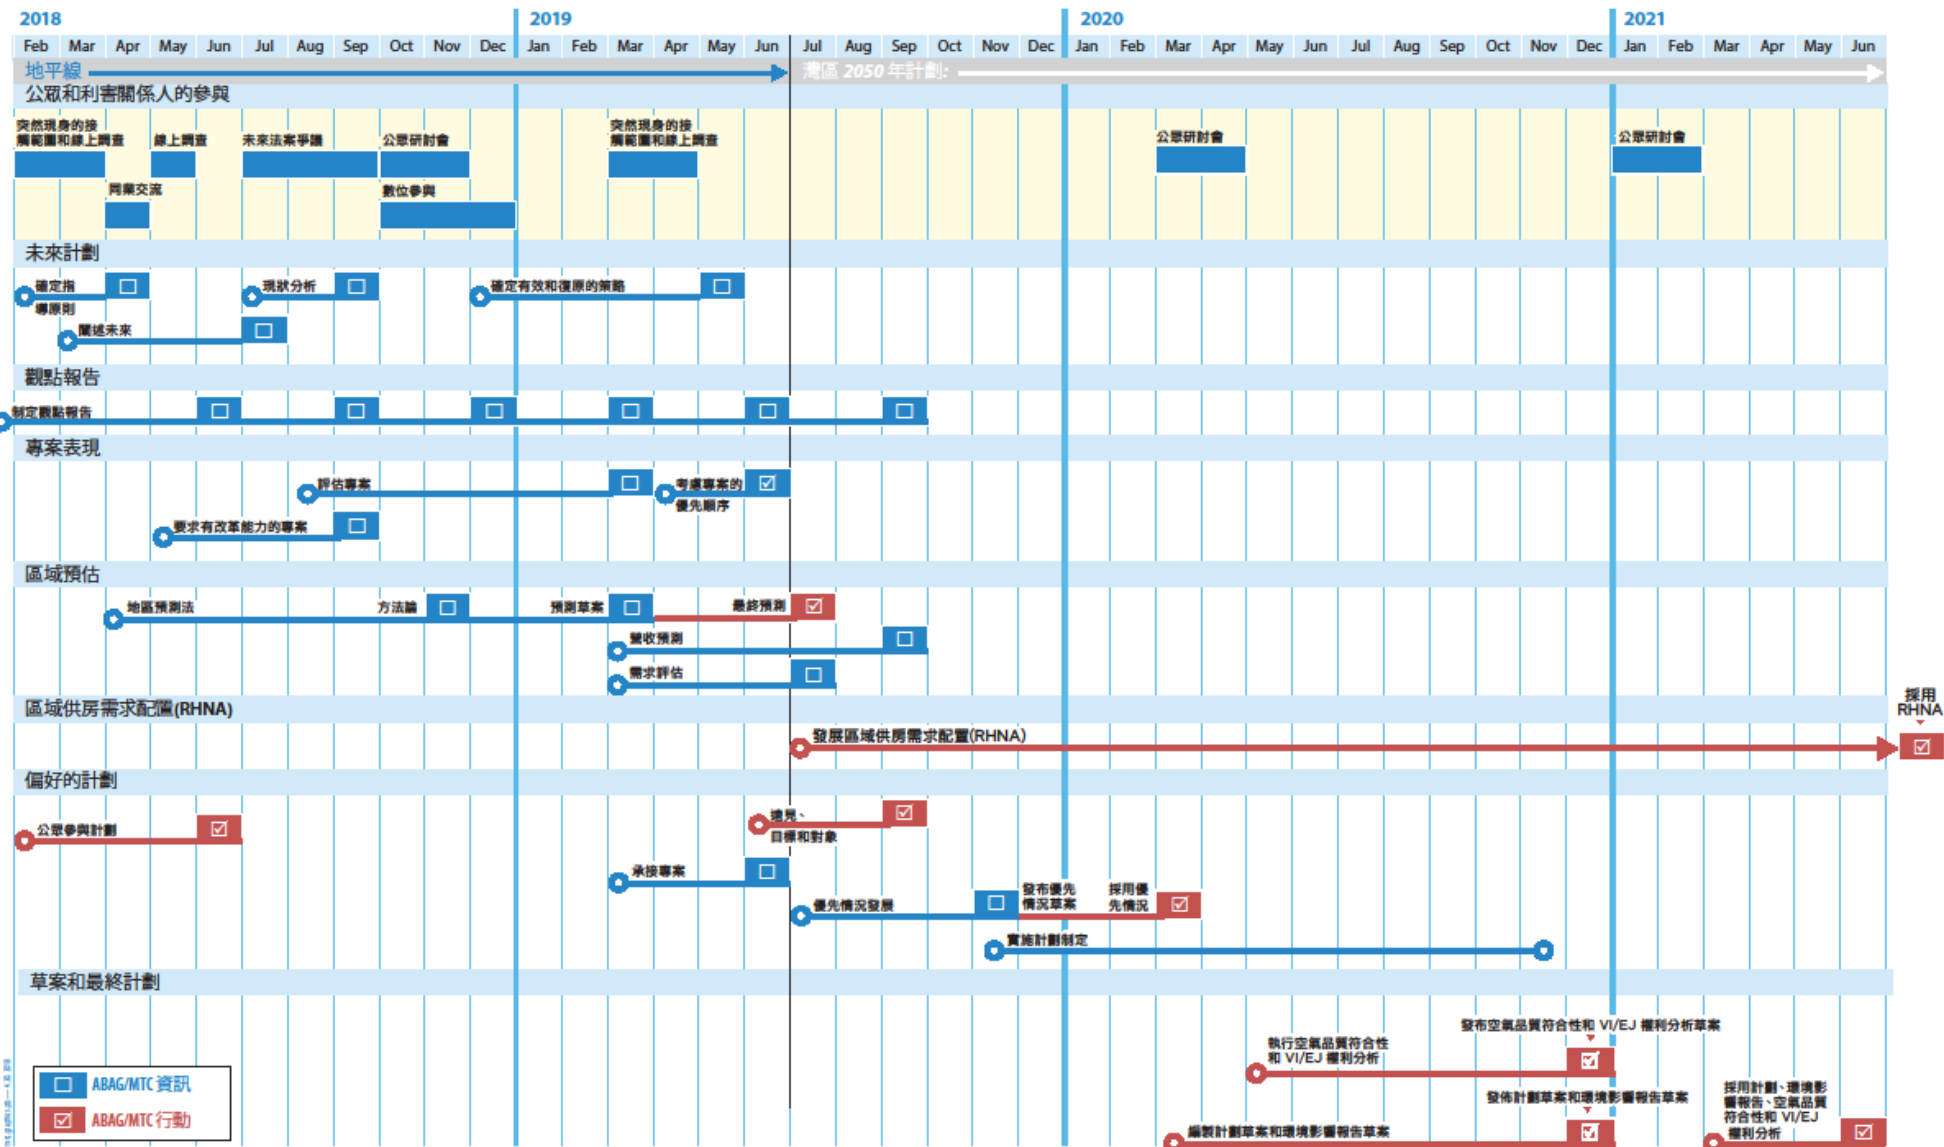 2018 2019 2020 2021
Feb Mar Apr May Jun Jul Aug Sep Oct Nov Dec Jan Feb Mar Apr May Jun Jul Aug Sep Oct Nov Dec Jan Feb Mar Apr May Jun Jul Aug Sep Oct Nov Dec Jan Feb Mar Apr May Jun
地平線
灣區 2050 年計劃:
公眾和利害關係人的參與
突然現身的接
觸範圍和線上調查
線上調查
未來法案爭議
公眾研討會
突然現身的接
觸範圍和線上調查
公眾研討會
公眾研討會
同業交流
數位參與
未來計劃
確定指
導原則
現狀分析
確定有效和復原的策略
闡述未來
觀點報告
制定觀點報告
專案表現
評估專案
考慮專案的
優先順序
要求有改革能力的專案
區域預估
地區預測法
方法論
預測草案
最終預測
營收預測
需求評估
區域供房需求配置(RHNA)
採用
RHNA
發展區域供房需求配置(RHNA)
偏好的計劃
公眾參與計劃
遠見、
目標和對象
承接專案
優先情況發展
發布優先
情況草案
採用優
先情況
實施計劃制定
草案和最終計劃
發布空氣品質符合性和 VI/EJ 權利分析草案
執行空氣品質符合性
和 VI/EJ 權利分析
發佈計劃草案和環境影響報告草案
編製計劃草案和環境影響報告草案
採用計劃、環境影
響報告、空氣品質
符合性和 VI/EJ
權利分析
ABAG/MTC 資訊
ABAG/MTC 行動